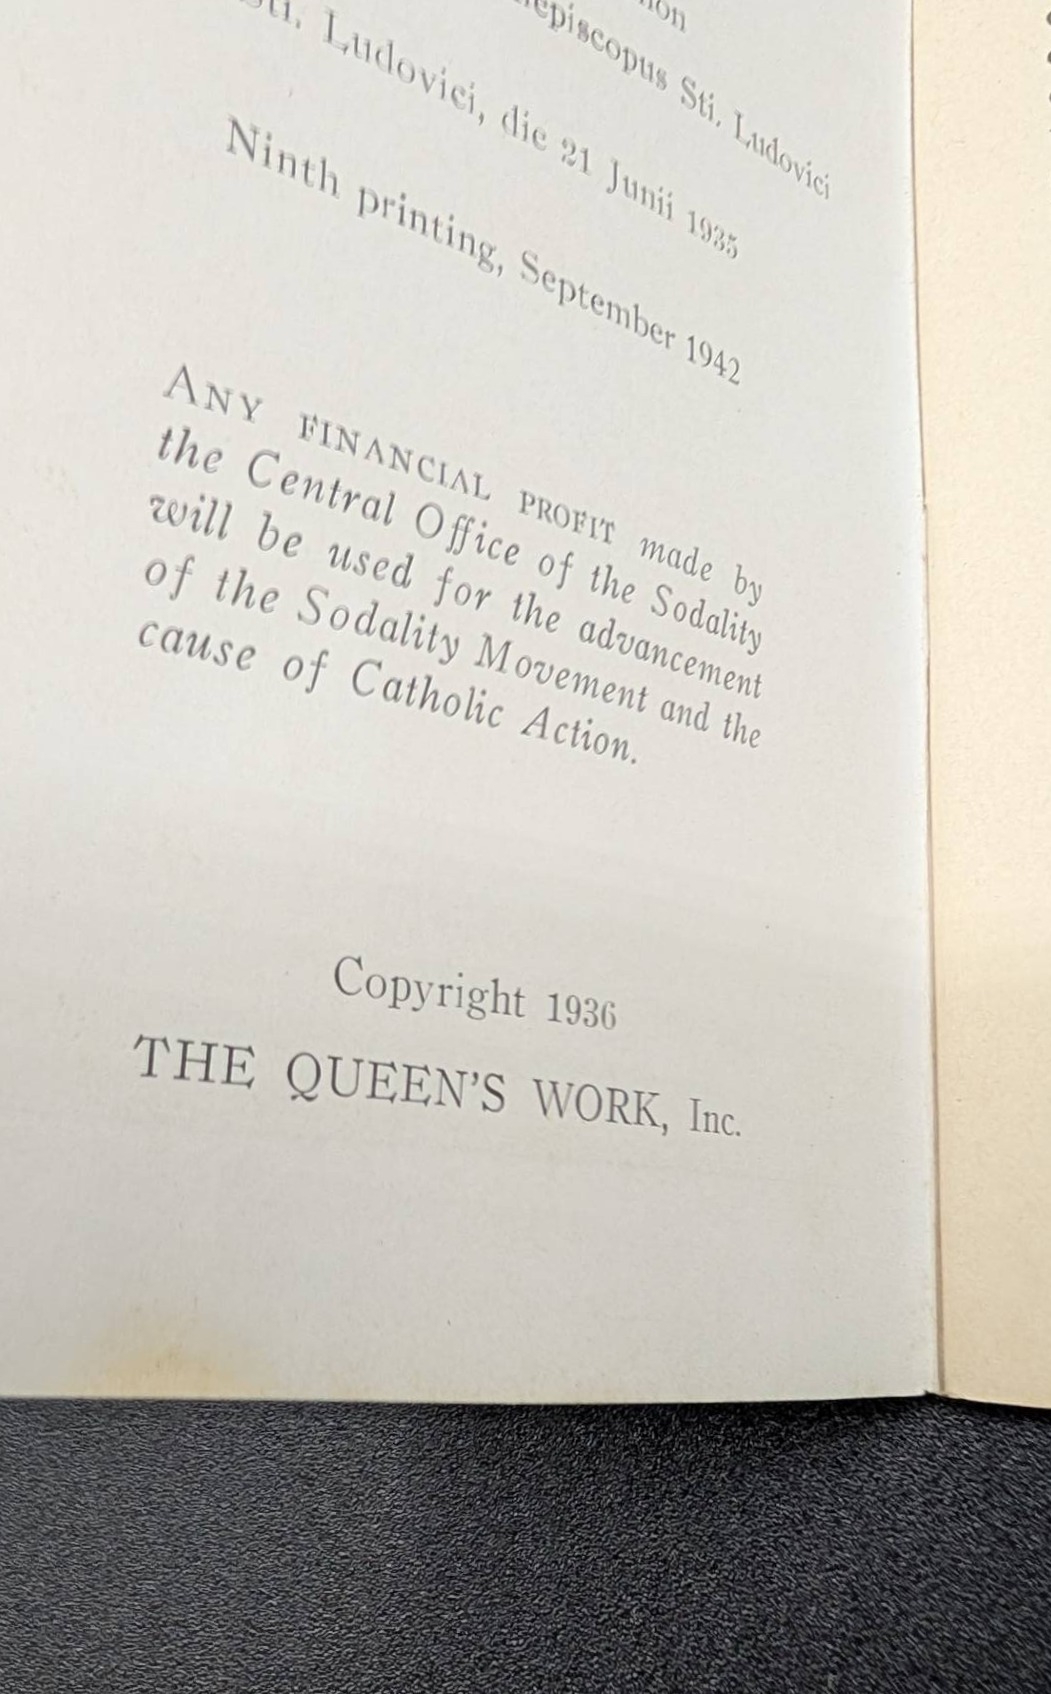 Sti. Ludovici
Sti. Ludovici, die 21 Junii 1935
Ninth printing, September 1942
ANY FINANCIAL PROFIT made by
the Central Office of the Sodality
will be used for the advancement
of the Sodality Movement and the
cause of Catholic Action.
Copyright 1936
THE QUEEN'S WORK, Inc.